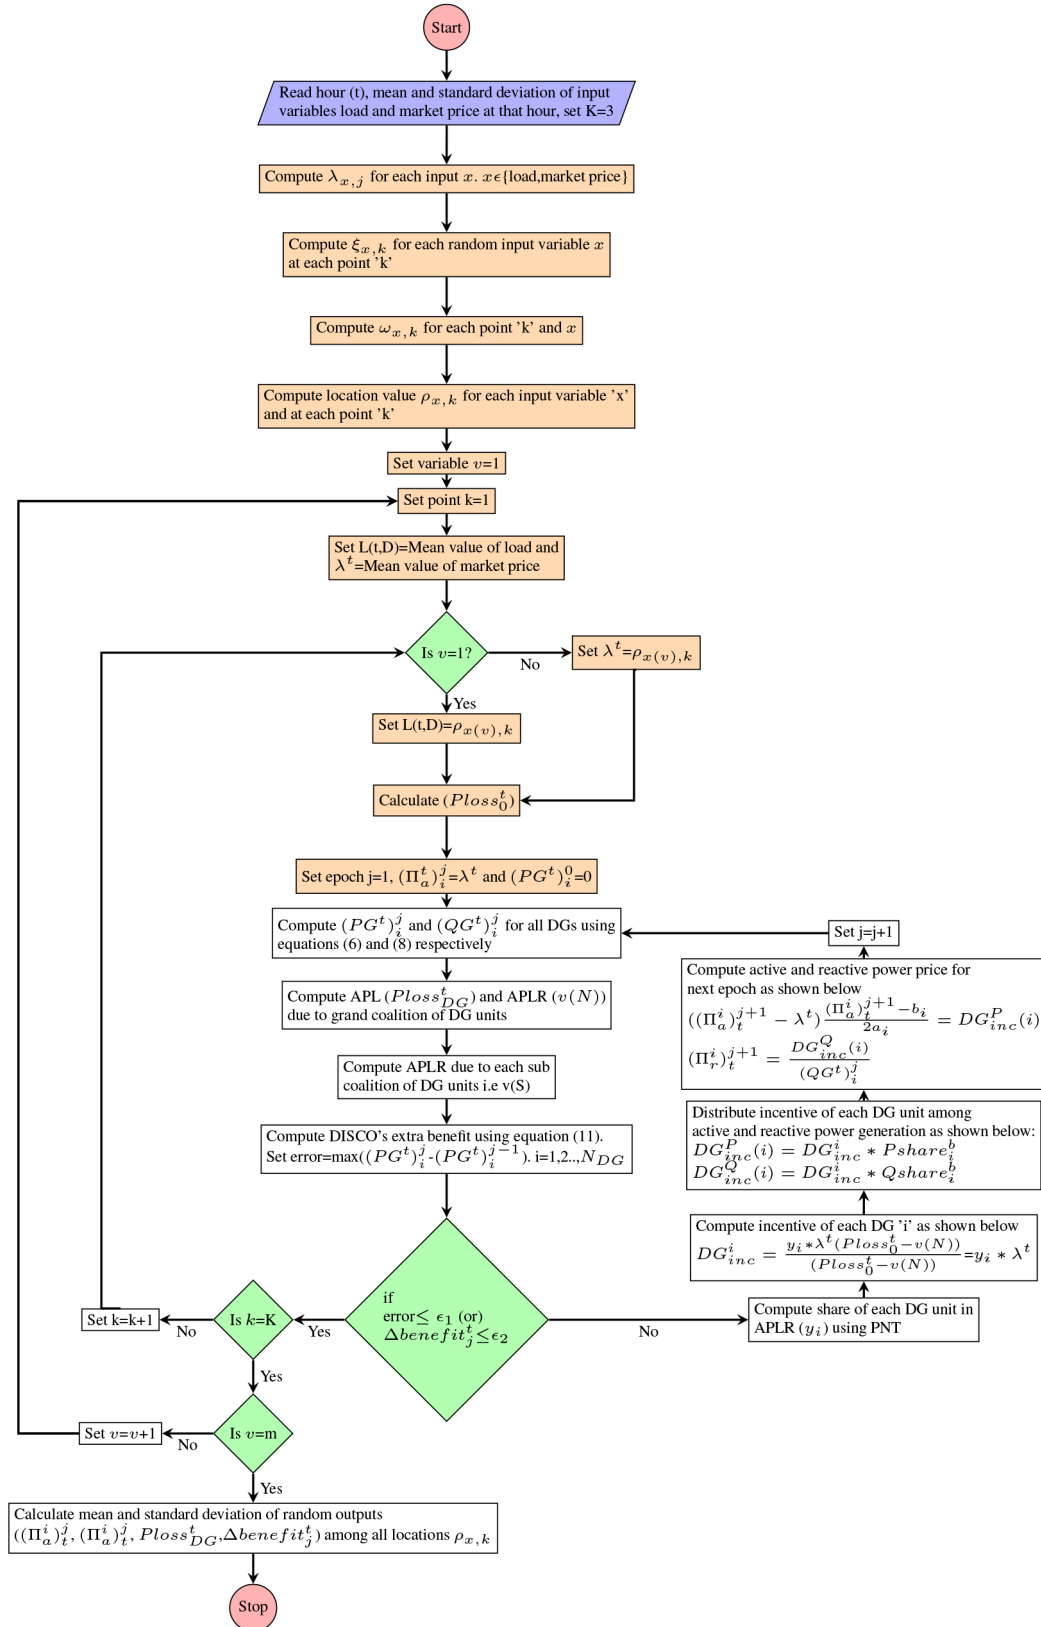 Start
Read hour (t), mean and standard deviation of input
variables load and market price at that hour, set K=3
Compute λ_{x,j} for each input x. xϵ{load,market price}
Compute ξ_{x,k} for each random input variable x
at each point 'k'
Compute ω_{x,k} for each point 'k' and x
Compute location value ρ_{x,k} for each input variable 'x'
and at each point 'k'
Set variable v=1
Set point k=1
Set L(t,D)=Mean value of load and
λ^t=Mean value of market price
Is v=1?
No
Set λ^t=ρ_{x(v),k}
Yes
Set L(t,D)=ρ_{x(v),k}
Calculate (Ploss_0^t)
Set epoch j=1, (Π_a^t)_i^j=λ^t and (PG^t)_i^0=0
Compute (PG^t)_i^j and (QG^t)_i^j for all DGs using
equations (6) and (8) respectively
Set j=j+1
Compute APL (Ploss_{DG}^t) and APLR (v(N))
due to grand coalition of DG units
Compute active and reactive power price for
next epoch as shown below
((Π_a^i)_t^{j+1} − λ^t) \frac{(Π_a^i)_t^{j+1} − b_i}{2a_i} = DG_{inc}^P(i)
(Π_r^i)_t^{j+1} = \frac{DG_{inc}^Q(i)}{(QG^t)_i^j}
Compute APLR due to each sub
coalition of DG units i.e v(S)
Compute DISCO's extra benefit using equation (11).
Set error=max((PG^t)_i^j-(PG^t)_i^{j−1}). i=1,2..,N_{DG}
Distribute incentive of each DG unit among
active and reactive power generation as shown below:
DG_{inc}^P(i) = DG_{inc}^i ∗ Pshare_i^b
DG_{inc}^Q(i) = DG_{inc}^i ∗ Qshare_i^b
Compute incentive of each DG 'i' as shown below
DG_{inc}^i = \frac{y_i∗λ^t(Ploss_0^t−v(N))}{(Ploss_0^t−v(N))}=y_i ∗ λ^t
if
error≤ ϵ_1 (or)
Δbenefit_j^t≤ϵ_2
Yes
No
Compute share of each DG unit in
APLR (y_i) using PNT
Is k=K
No
Set k=k+1
Yes
Is v=m
No
Set v=v+1
Yes
Calculate mean and standard deviation of random outputs
((Π_a^i)_t^j, (Π_a^i)_t^j, Ploss_{DG}^t,Δbenefit_j^t) among all locations ρ_{x,k}
Stop